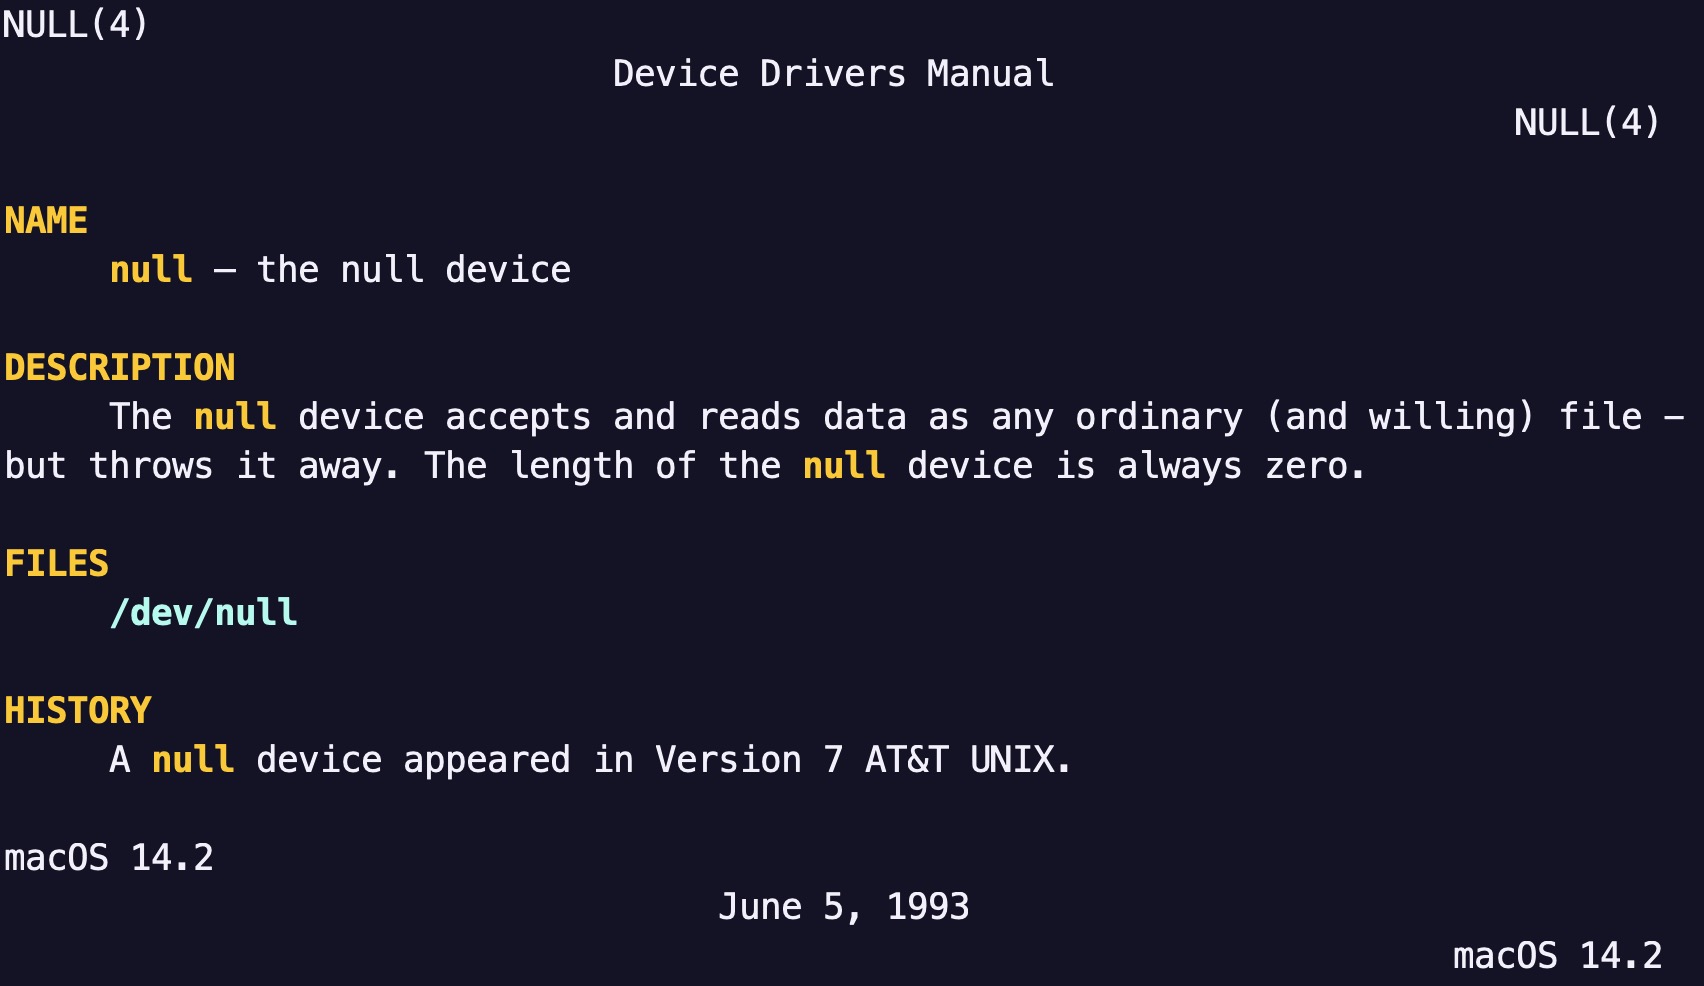 NULL(4)
Device Drivers Manual
NULL(4)
NAME
null – the null device
DESCRIPTION
The null device accepts and reads data as any ordinary (and willing) file –
but throws it away. The length of the null device is always zero.
FILES
/dev/null
HISTORY
A null device appeared in Version 7 AT&T UNIX.
macOS 14.2
June 5, 1993
macOS 14.2